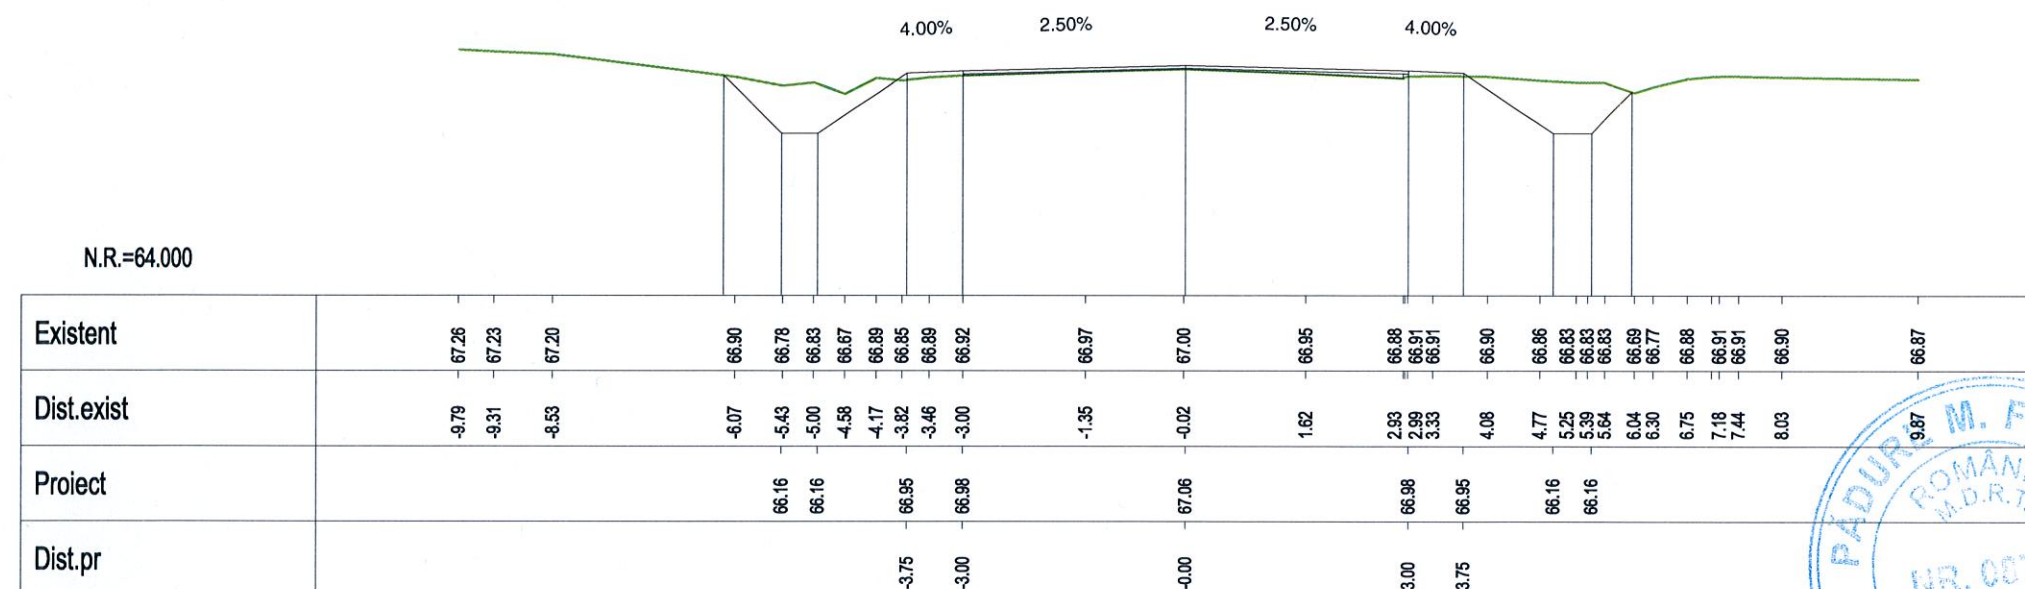 4.00% 2.50% 2.50% 4.00%
N.R.=64.000
Existent 67.26 67.23 67.20 66.90 66.78 66.83 66.67 66.89 66.85 66.89 66.92 66.97 67.00 66.95 66.88 66.91 66.91 66.90 66.86 66.83 66.83 66.83 66.69 66.77 66.88 66.91 66.91 66.90 66.87
Dist.exist -9.79 -9.31 -8.53 -6.07 -5.43 -5.00 -4.58 -4.17 -3.82 -3.46 -3.00 -1.35 -0.02 1.62 2.93 2.99 3.33 4.08 4.77 5.25 5.39 5.64 6.04 6.30 6.75 7.18 7.44 8.03 9.87
Proiect 66.16 66.16 66.95 66.98 67.06 66.98 66.95 66.16 66.16
Dist.pr -3.75 -3.00 -0.00 3.00 3.75
PĂDURE M. F
ROMÂN
M.D.R.T
NR. 08